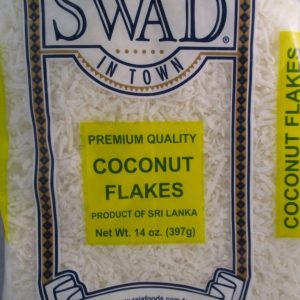 SWAD®
IN TOWN
PREMIUM QUALITY
COCONUT
FLAKES
PRODUCT OF SRI LANKA
Net Wt. 14 oz. (397g)
COCONUT FLAKES